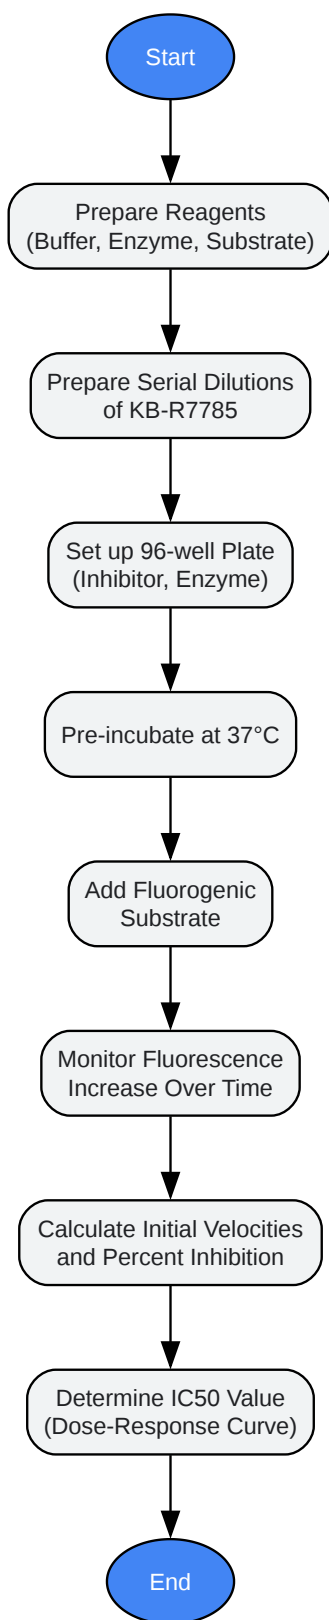 Start
Prepare Reagents
(Buffer, Enzyme, Substrate)
Prepare Serial Dilutions
of KB-R7785
Set up 96-well Plate
(Inhibitor, Enzyme)
Pre-incubate at 37°C
Add Fluorogenic
Substrate
Monitor Fluorescence
Increase Over Time
Calculate Initial Velocities
and Percent Inhibition
Determine IC50 Value
(Dose-Response Curve)
End